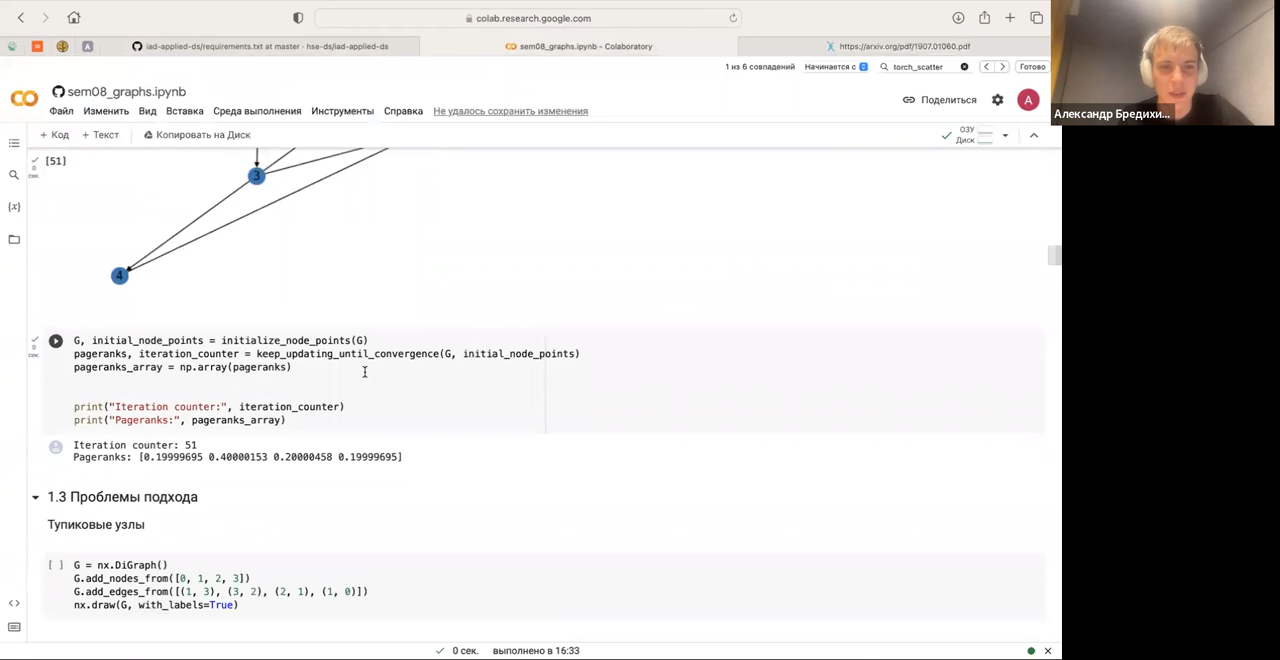 colab.research.google.com
iad-applied-ds/requirements.txt at master · hse-ds/iad-applied-ds
sem08_graphs.ipynb - Colaboratory
https://arxiv.org/pdf/1907.01060.pdf
1 из 6 совпадений
Начинается с
torch_scatter
Готово
sem08_graphs.ipynb
Файл Изменить Вид Вставка Среда выполнения Инструменты Справка Не удалось сохранить изменения
Поделиться
A
Александр Бредихи...
+ Код + Текст Копировать на Диск
ОЗУ
Диск
[51]
0
сек.
3
4
0
сек.
G, initial_node_points = initialize_node_points(G)
pageranks, iteration_counter = keep_updating_until_convergence(G, initial_node_points)
pageranks_array = np.array(pageranks)
print("Iteration counter:", iteration_counter)
print("Pageranks:", pageranks_array)
Iteration counter: 51
Pageranks: [0.19999695 0.40000153 0.20000458 0.19999695]
1.3 Проблемы подхода
Тупиковые узлы
[ ] G = nx.DiGraph()
G.add_nodes_from([0, 1, 2, 3])
G.add_edges_from([(1, 3), (3, 2), (2, 1), (1, 0)])
nx.draw(G, with_labels=True)
0 сек. выполнено в 16:33